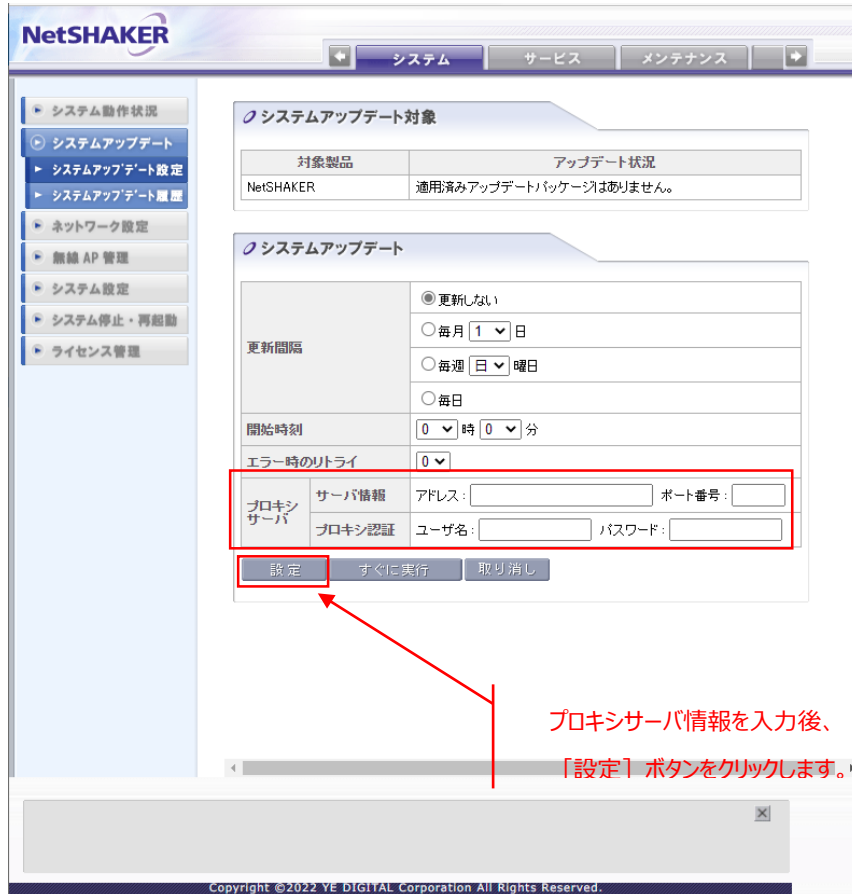 NetSHAKER
システム サービス メンテナンス
システム動作状況
システムアップデート
システムアップデート設定
システムアップデート履歴
ネットワーク設定
無線 AP 管理
システム設定
システム停止・再起動
ライセンス管理
システムアップデート対象
対象製品 アップデート状況
NetSHAKER 適用済みアップデートパッケージはありません。
システムアップデート
更新間隔
更新しない
毎月 1 日
毎週 日 曜日
毎日
開始時刻 0 時 0 分
エラー時のリトライ 0
プロキシサーバ
サーバ情報 アドレス : ポート番号 :
プロキシ認証 ユーザ名 : パスワード :
設定 すぐに実行 取り消し
プロキシサーバ情報を入力後、
［設定］ボタンをクリックします。
Copyright ©2022 YE DIGITAL Corporation All Rights Reserved.